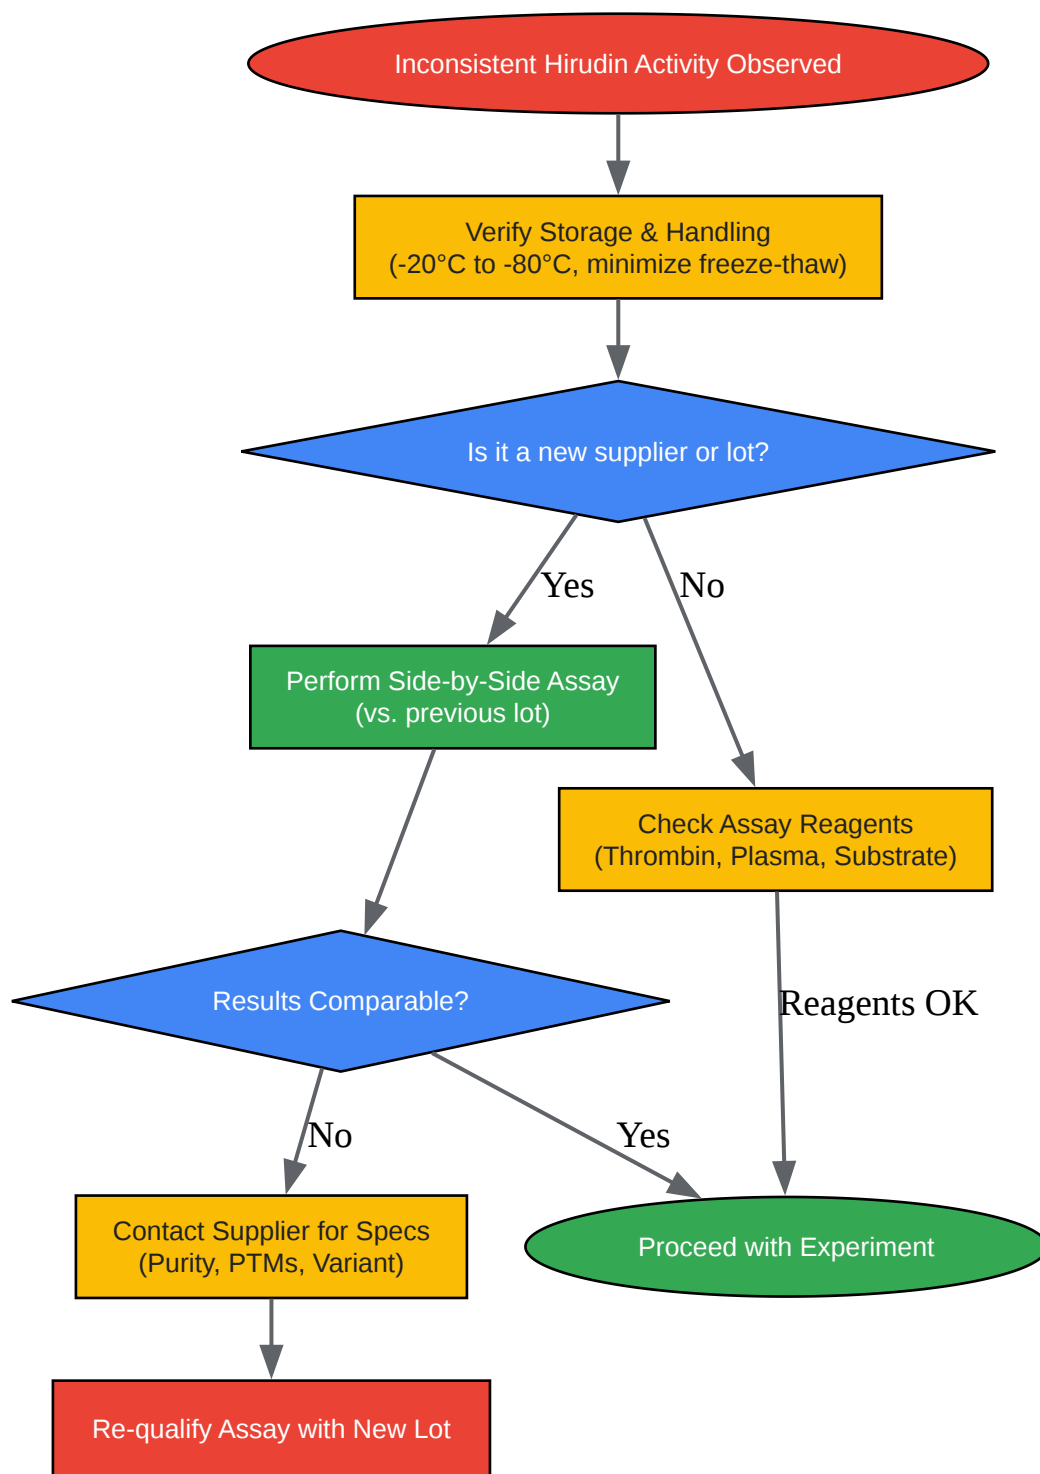 Inconsistent Hirudin Activity Observed
Verify Storage & Handling
(-20°C to -80°C, minimize freeze-thaw)
Is it a new supplier or lot?
Yes
No
Perform Side-by-Side Assay
(vs. previous lot)
Check Assay Reagents
(Thrombin, Plasma, Substrate)
Results Comparable?
Reagents OK
No
Yes
Contact Supplier for Specs
(Purity, PTMs, Variant)
Proceed with Experiment
Re-qualify Assay with New Lot